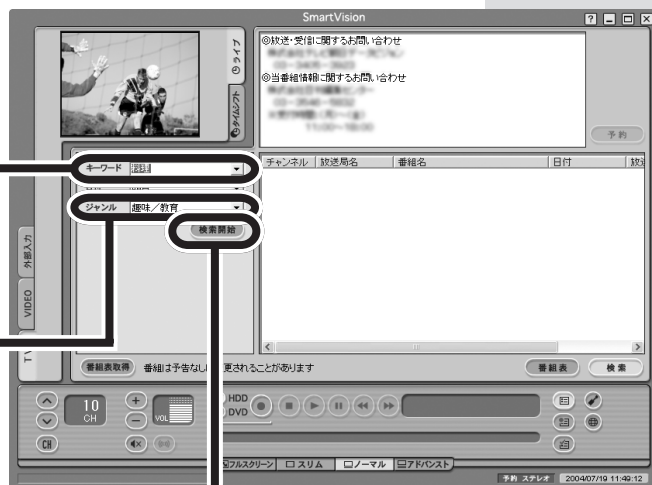 SmartVision
ライブ
タイムシフト
◎放送・受信に関するお問い合わせ
◎当番組情報に関するお問い合わせ
予約
キーワード
ジャンル 趣味／教育
検索開始
チャンネル 放送局名 番組名 日付 放送
外部入力
VIDEO
TV
番組表取得 番組は予告なし 更されることがあります
番組表 検索
10
CH
VOL
HDD
DVD
CH
フルスクリーン スリム ノーマル アドバンスト
予約 ステレオ 2004/07/19 11:49:12